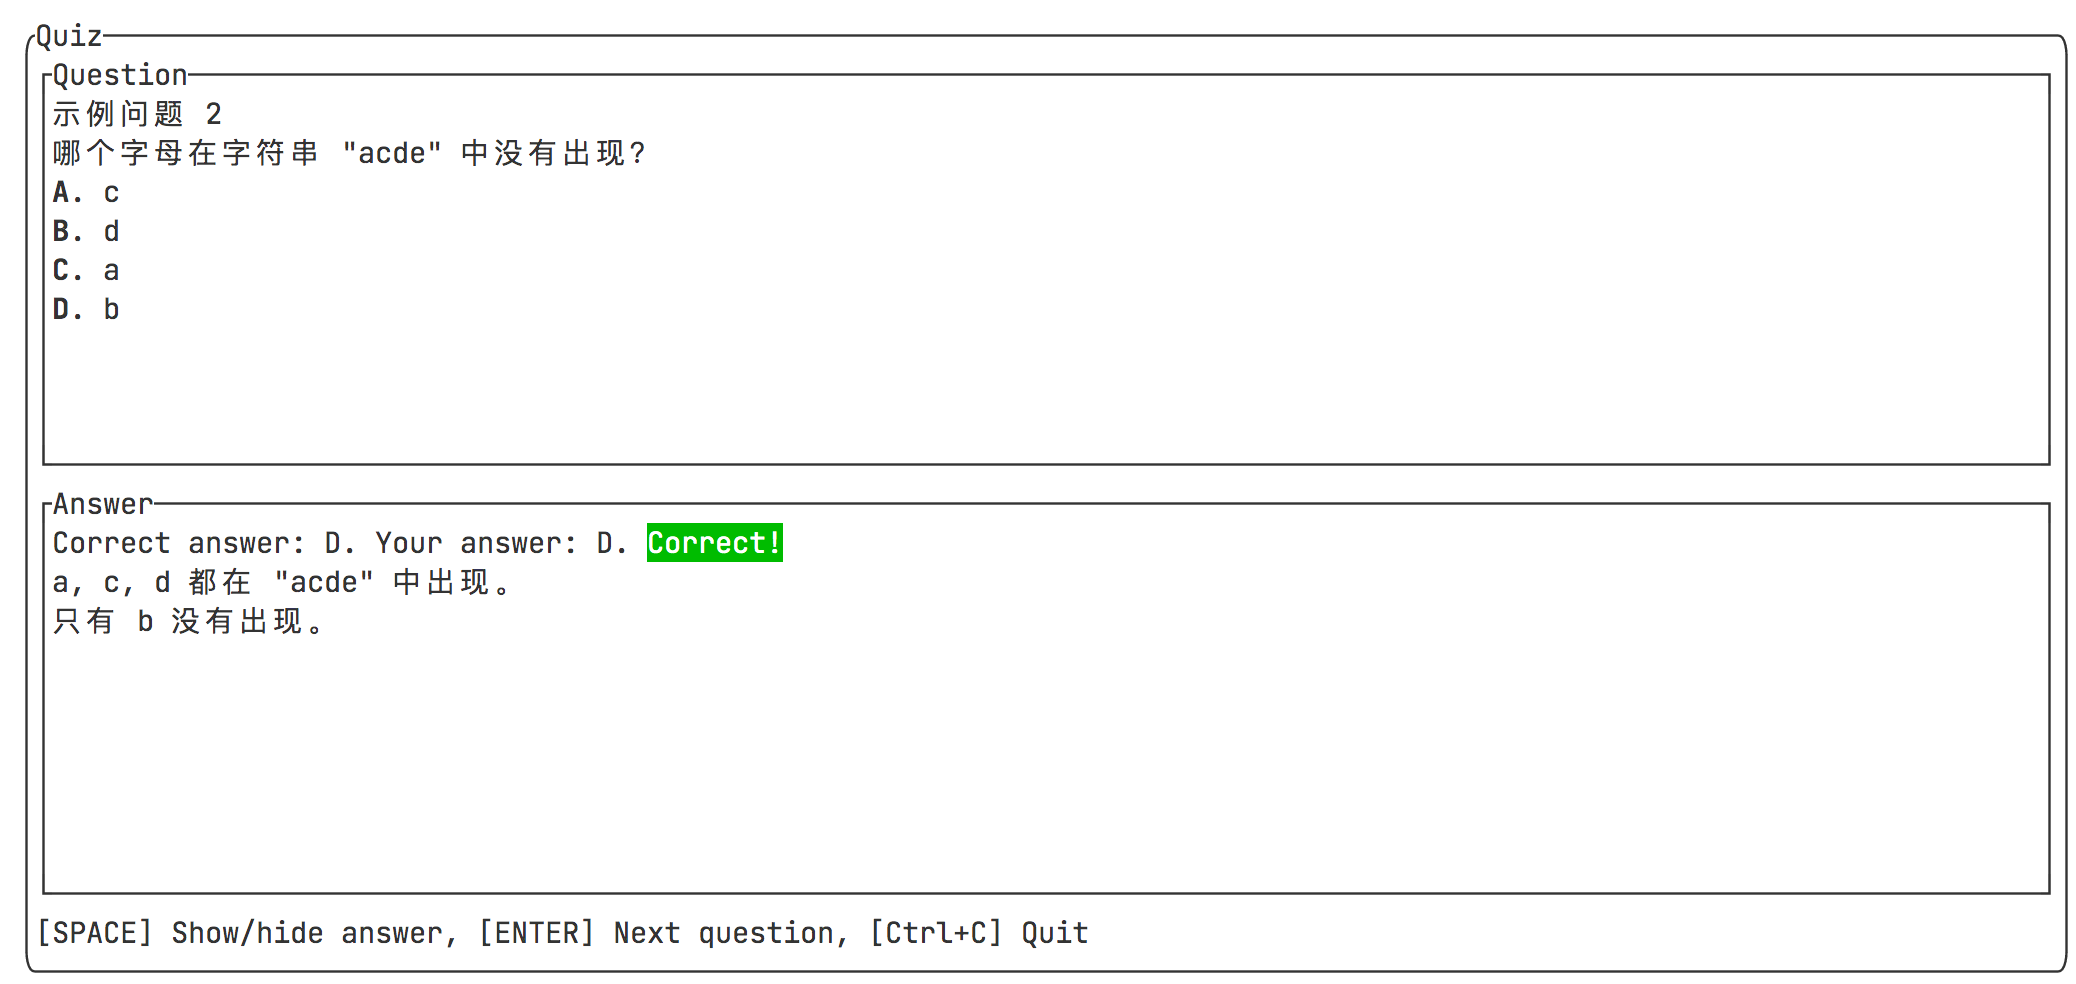 Quiz
Question
示例问题 2
哪个字母在字符串 "acde" 中没有出现?
A. c
B. d
C. a
D. b
Answer
Correct answer: D. Your answer: D. Correct!
a, c, d 都在 "acde" 中出现。
只有 b 没有出现。
[SPACE] Show/hide answer, [ENTER] Next question, [Ctrl+C] Quit